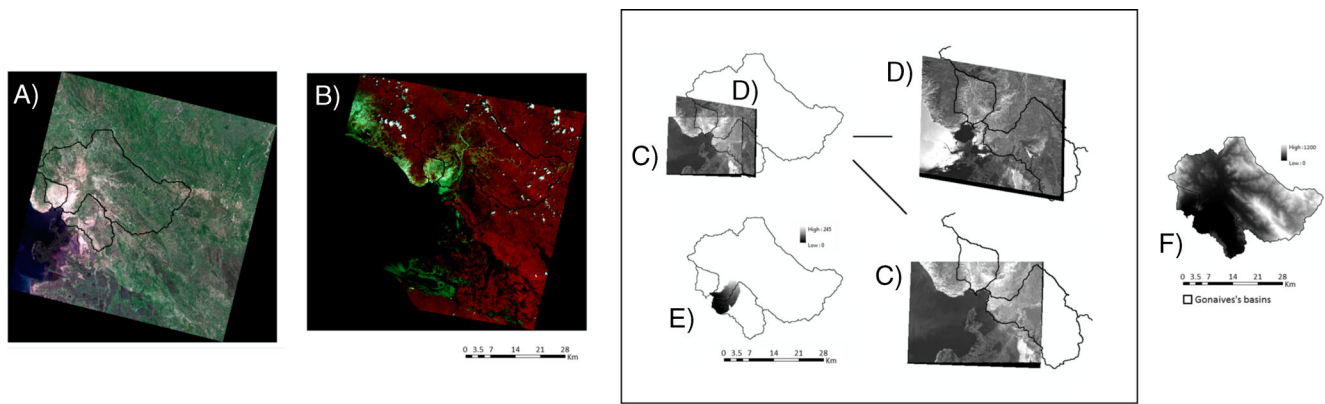 A)
B)
0 3.5 7 14 21 28
Km
D)
C)
High : 245
Low : 0
E)
0 3.5 7 14 21 28
Km
D)
C)
High : 1200
Low : 0
F)
0 3.5 7 14 21 28
Km
Gonaives's basins